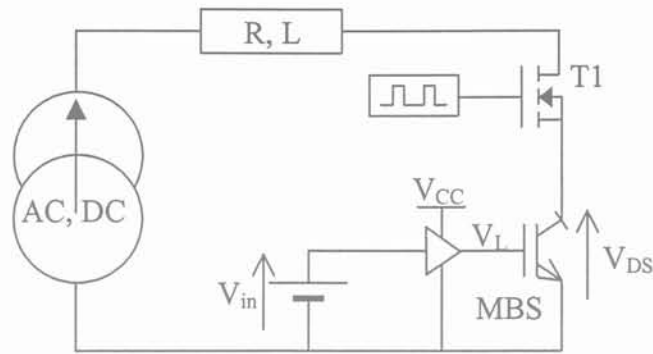 R, L
T1
AC, DC
V_CC
V_L
V_in
V_DS
MBS